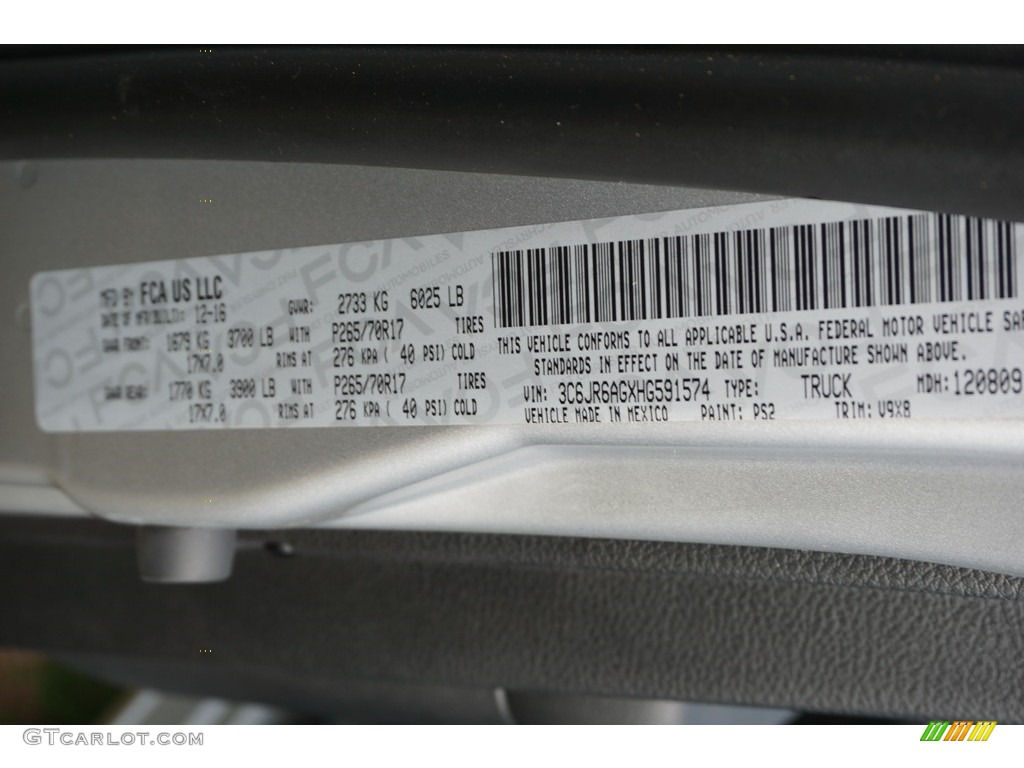 MFD BY FCA US LLC
DATE OF MFR/BUILD: 12-16 GVWR: 2733 KG 6025 LB
GAWR FRONT: 1679 KG 3700 LB WITH P265/70R17 TIRES
17X7.0 RIMS AT 276 KPA ( 40 PSI) COLD
GAWR REAR: 1770 KG 3900 LB WITH P265/70R17 TIRES
17X7.0 RIMS AT 276 KPA ( 40 PSI) COLD
THIS VEHICLE CONFORMS TO ALL APPLICABLE U.S.A. FEDERAL MOTOR VEHICLE SAF
STANDARDS IN EFFECT ON THE DATE OF MANUFACTURE SHOWN ABOVE.
VIN: 3C6JR6AGXHG591574 TYPE: TRUCK MDH: 120809
VEHICLE MADE IN MEXICO PAINT: PS2 TRIM: V9X8
GTCARLOT.COM